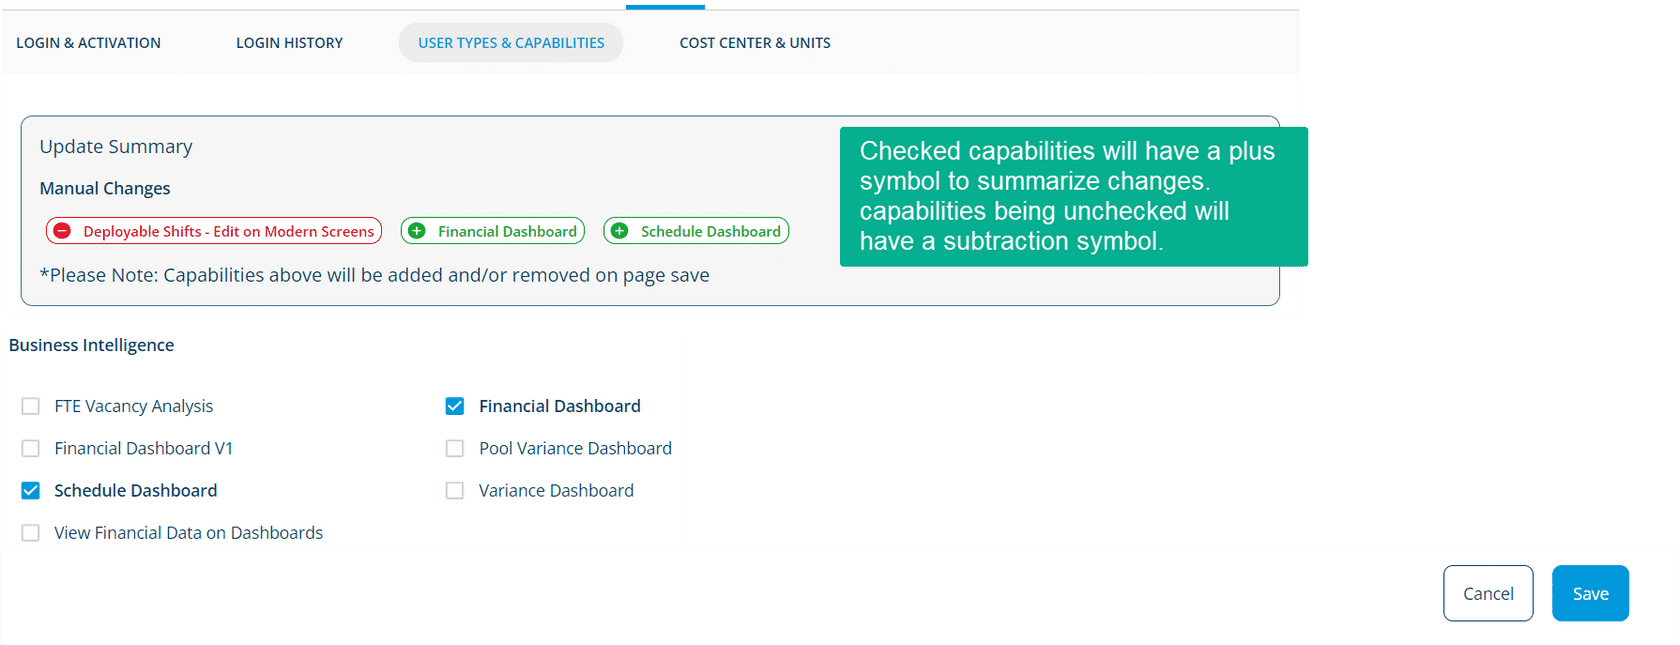 LOGIN & ACTIVATION LOGIN HISTORY USER TYPES & CAPABILITIES COST CENTER & UNITS
Update Summary
Manual Changes
Deployable Shifts - Edit on Modern Screens Financial Dashboard Schedule Dashboard
*Please Note: Capabilities above will be added and/or removed on page save
Checked capabilities will have a plus
symbol to summarize changes.
capabilities being unchecked will
have a subtraction symbol.
Business Intelligence
FTE Vacancy Analysis Financial Dashboard
Financial Dashboard V1 Pool Variance Dashboard
Schedule Dashboard Variance Dashboard
View Financial Data on Dashboards
Cancel Save